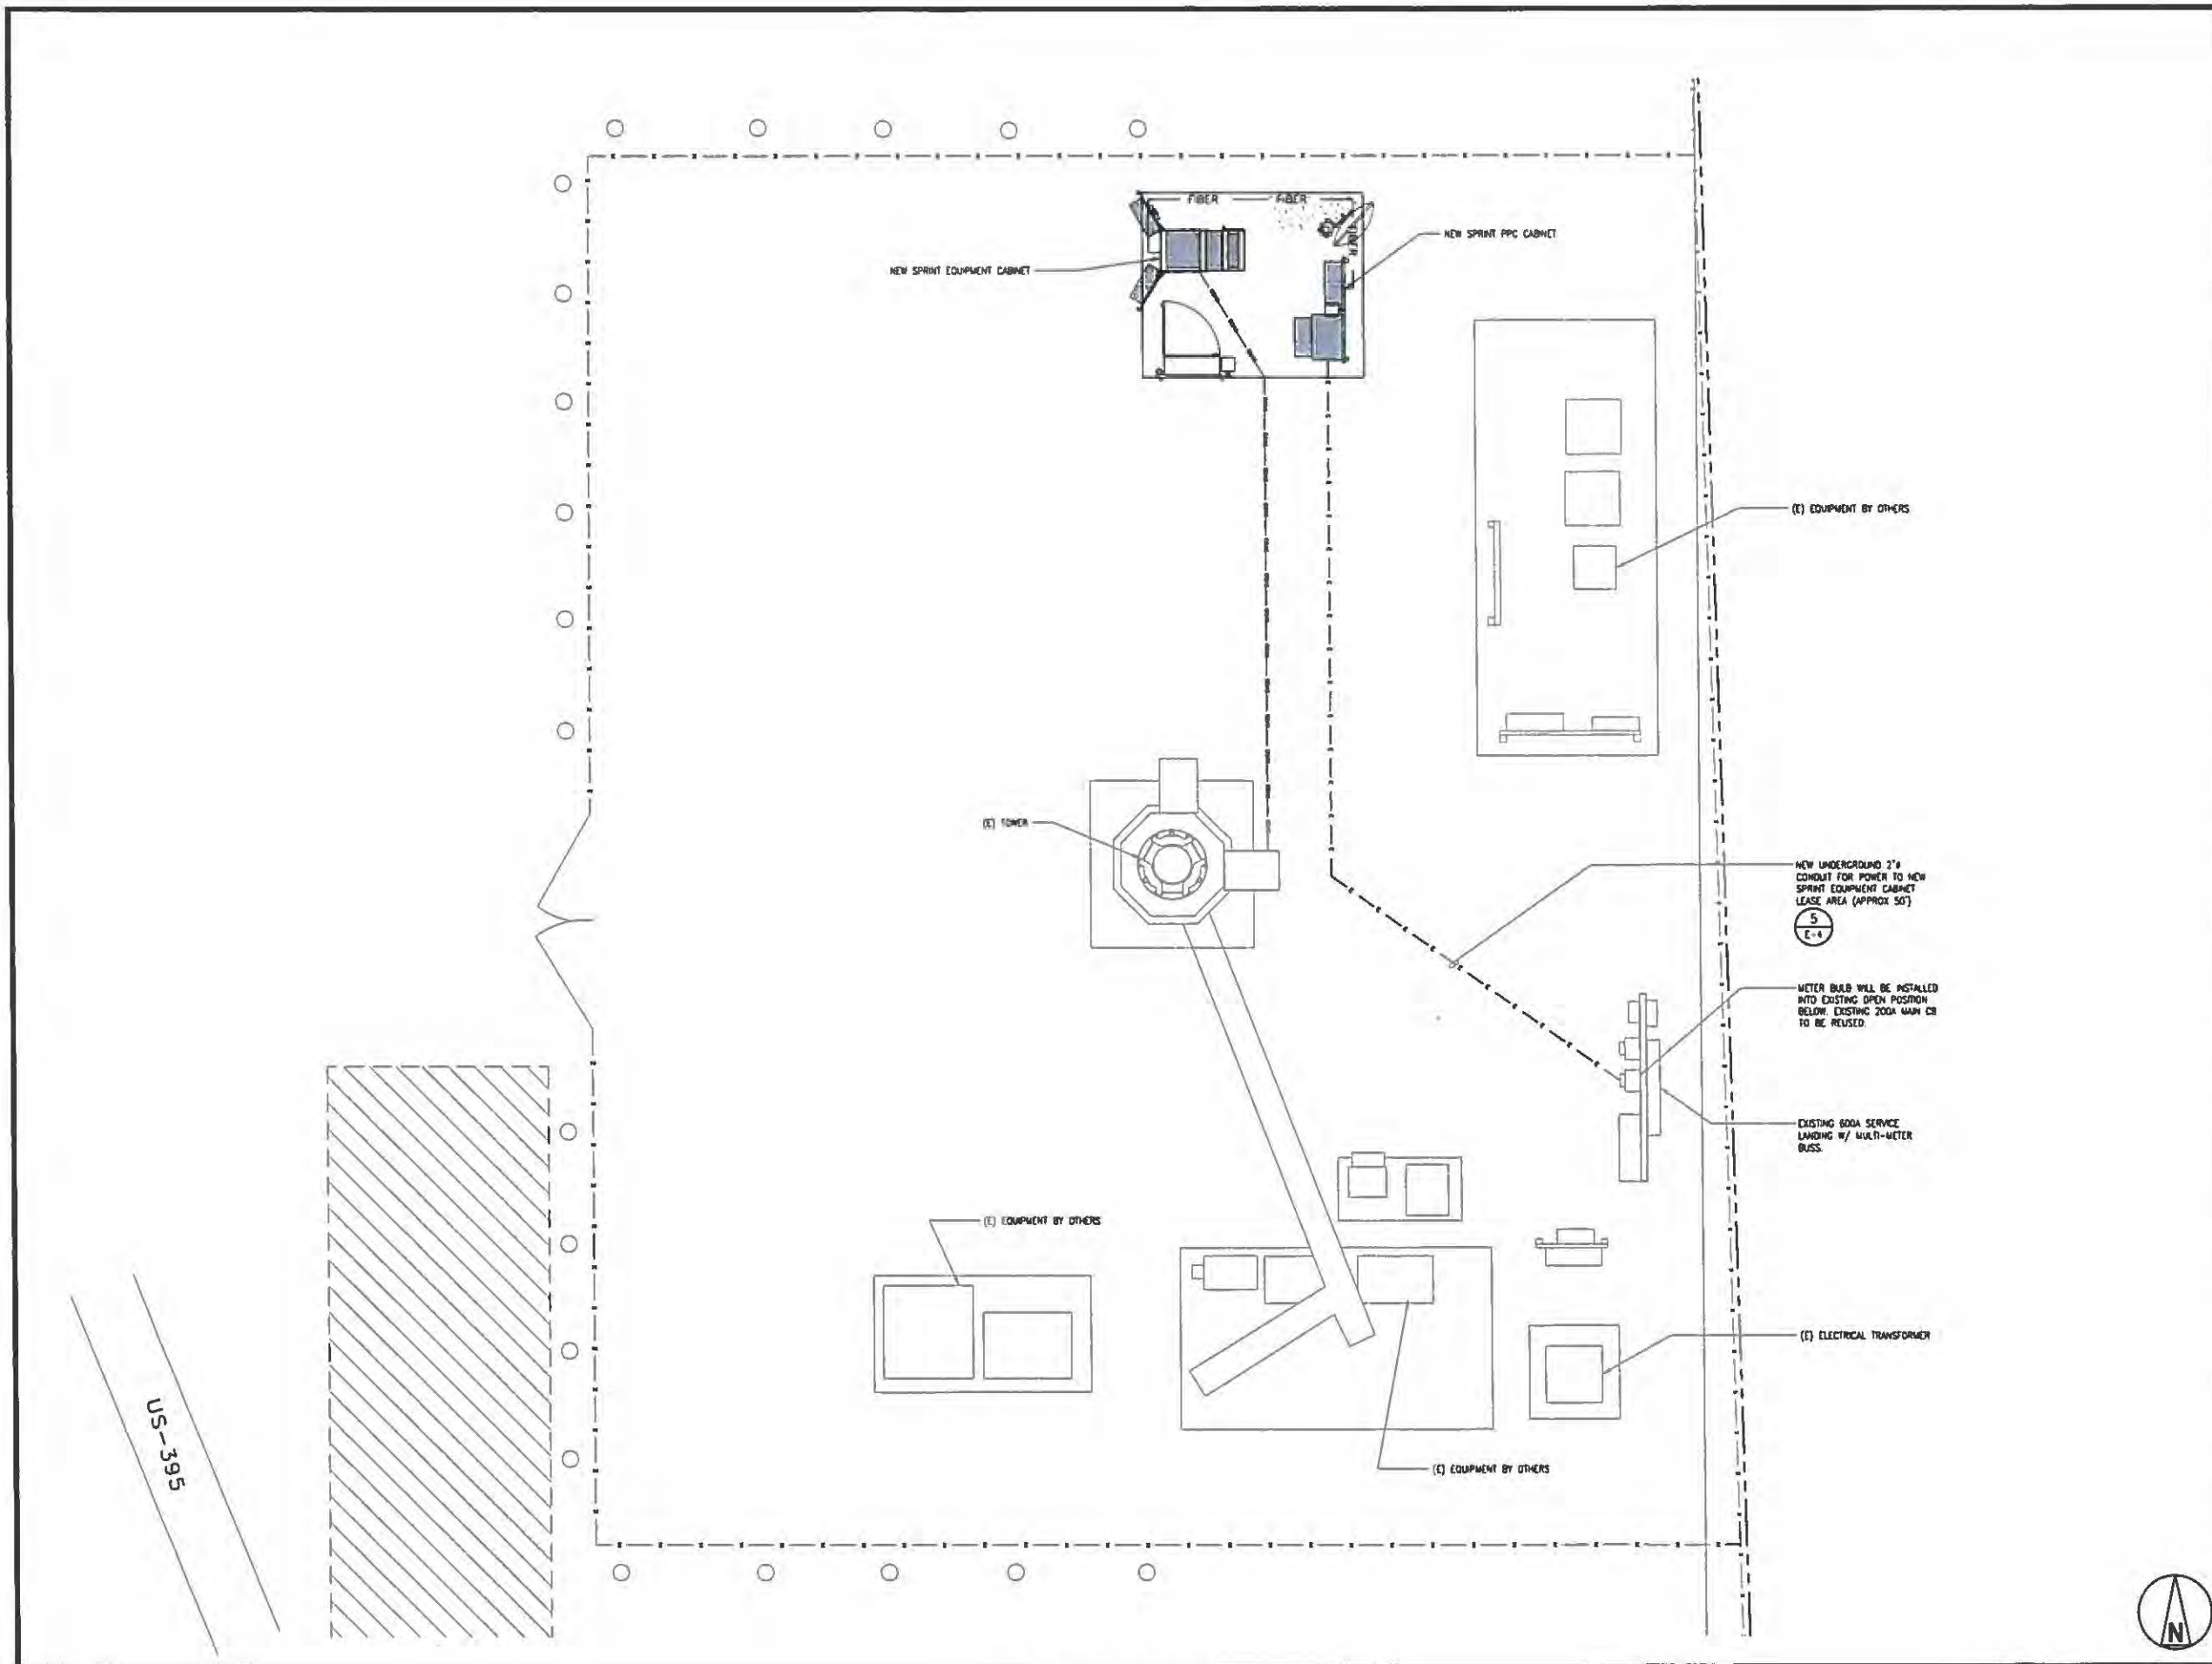 FIBER
FIBER
FIBER
NEW SPRINT PPC CABINET
NEW SPRINT EQUIPMENT CABINET
(E) EQUIPMENT BY OTHERS
(E) TOWER
NEW UNDERGROUND 2"ø
CONDUIT FOR POWER TO NEW
SPRINT EQUIPMENT CABINET
LEASE AREA (APPROX 50')
5
E-4
METER BULB WILL BE INSTALLED
INTO EXISTING OPEN POSITION
BELOW. EXISTING 200A MAIN CB
TO BE REUSED.
EXISTING 600A SERVICE
LANDING W/ MULTI-METER
BUSS.
(E) EQUIPMENT BY OTHERS
(E) ELECTRICAL TRANSFORMER
US-395
(E) EQUIPMENT BY OTHERS
N